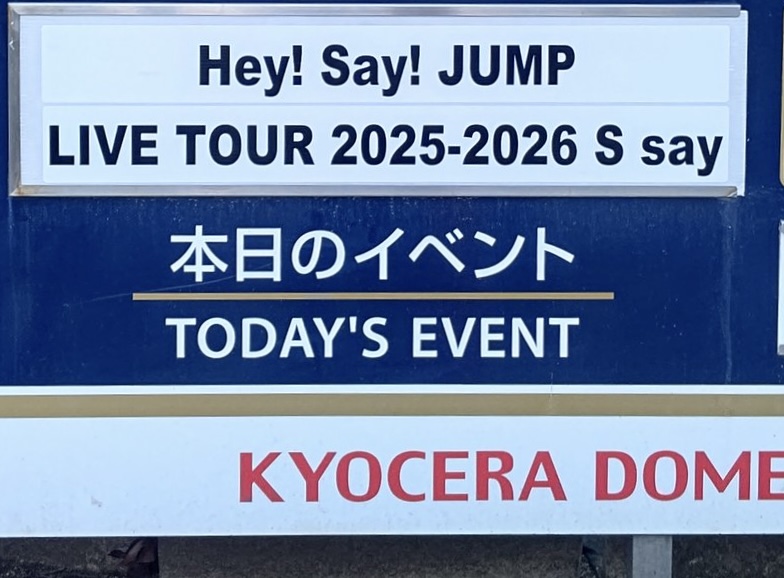 Hey! Say! JUMP
LIVE TOUR 2025-2026 S say
本日のイベント
TODAY'S EVENT
KYOCERA DOME